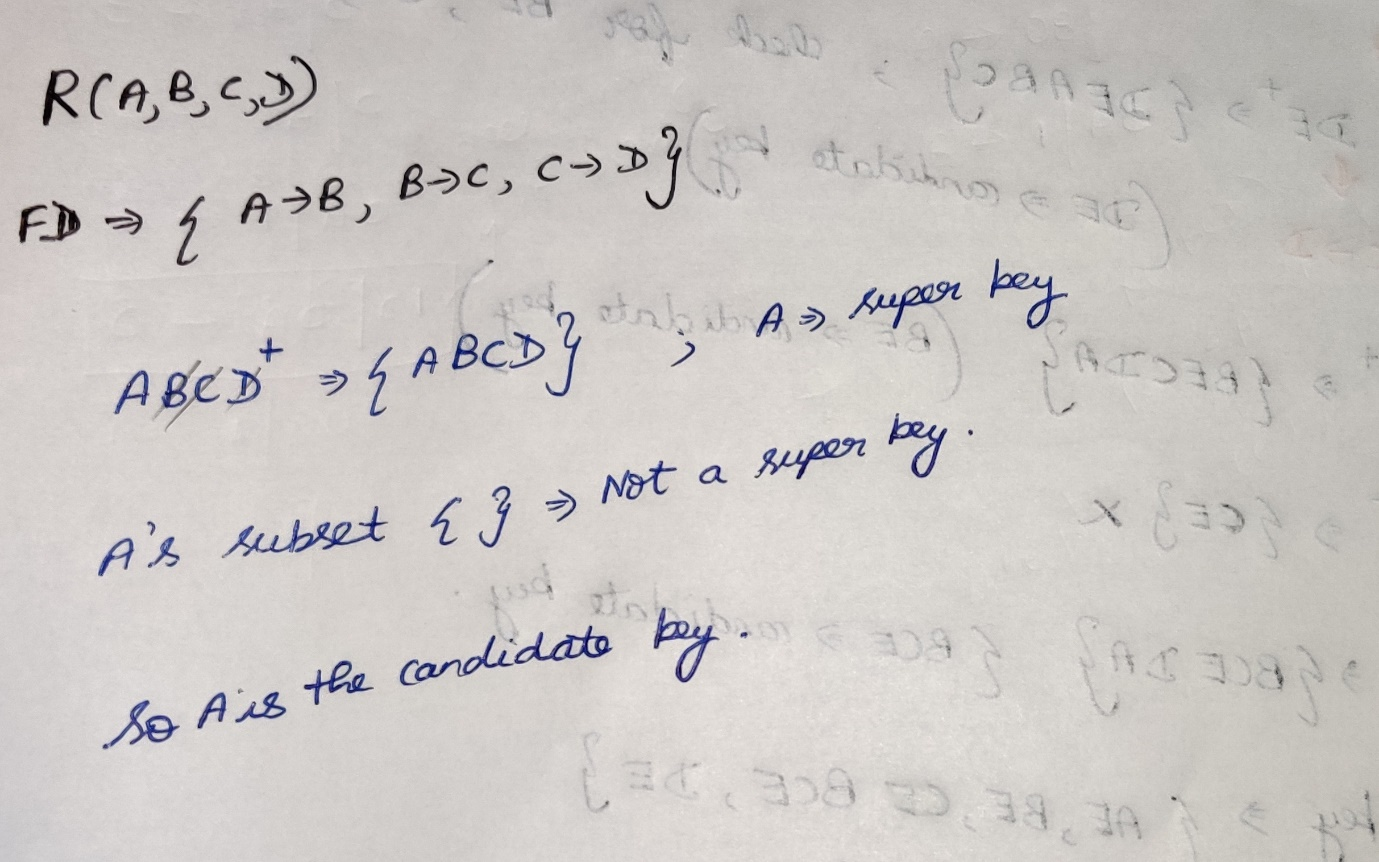 R(A,B,C,D)
FD ⇒ { A→B, B→C, C→D}
ABCD⁺ ⇒ {ABCD} ; A ⇒ super key
A's subset { } ⇒ Not a super key.
So A is the candidate key.